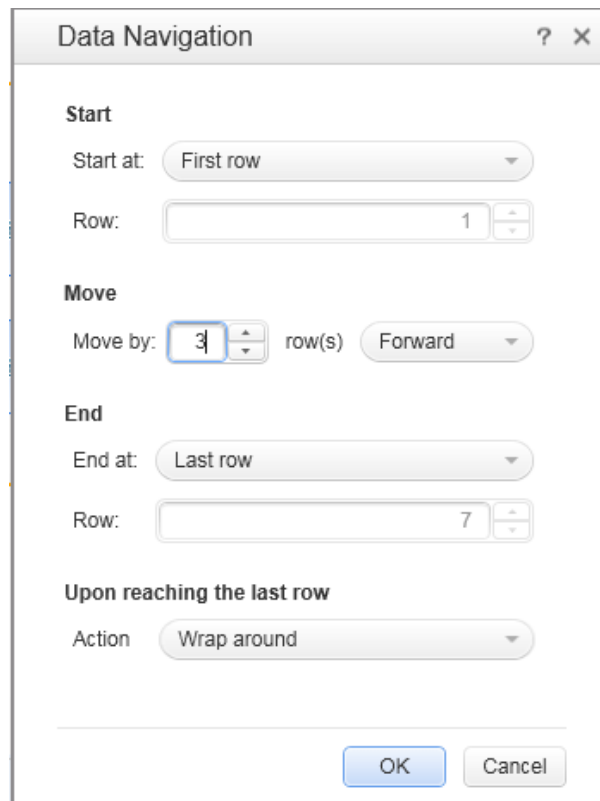 Data Navigation ? ×
Start
Start at: First row
Row: 1
Move
Move by: 3 row(s) Forward
End
End at: Last row
Row: 7
Upon reaching the last row
Action Wrap around
OK Cancel